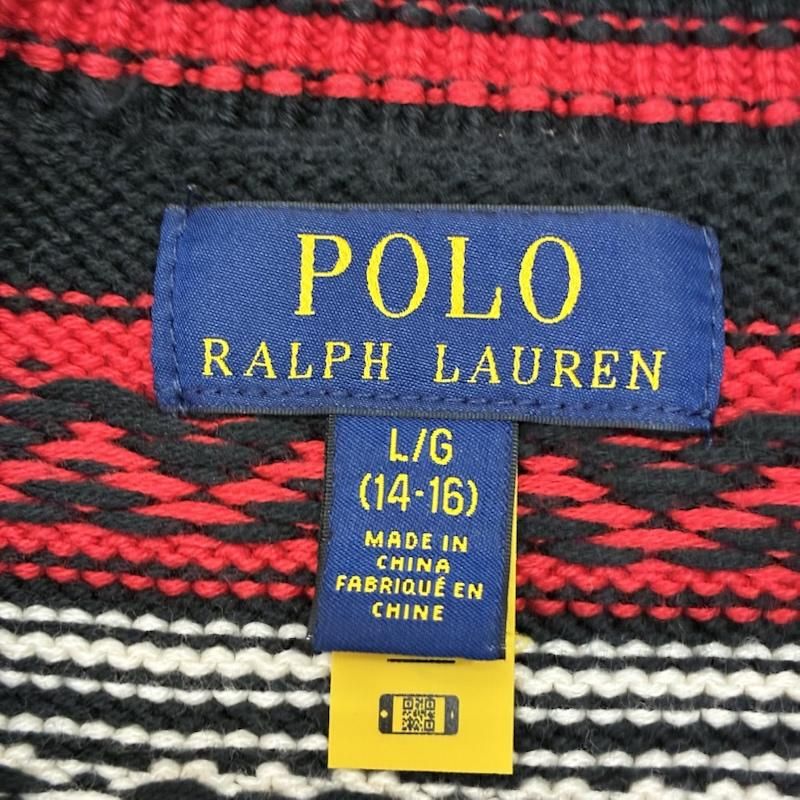 POLO
RALPH LAUREN
L/G
(14-16)
MADE IN
CHINA
FABRIQUÉ EN
CHINE